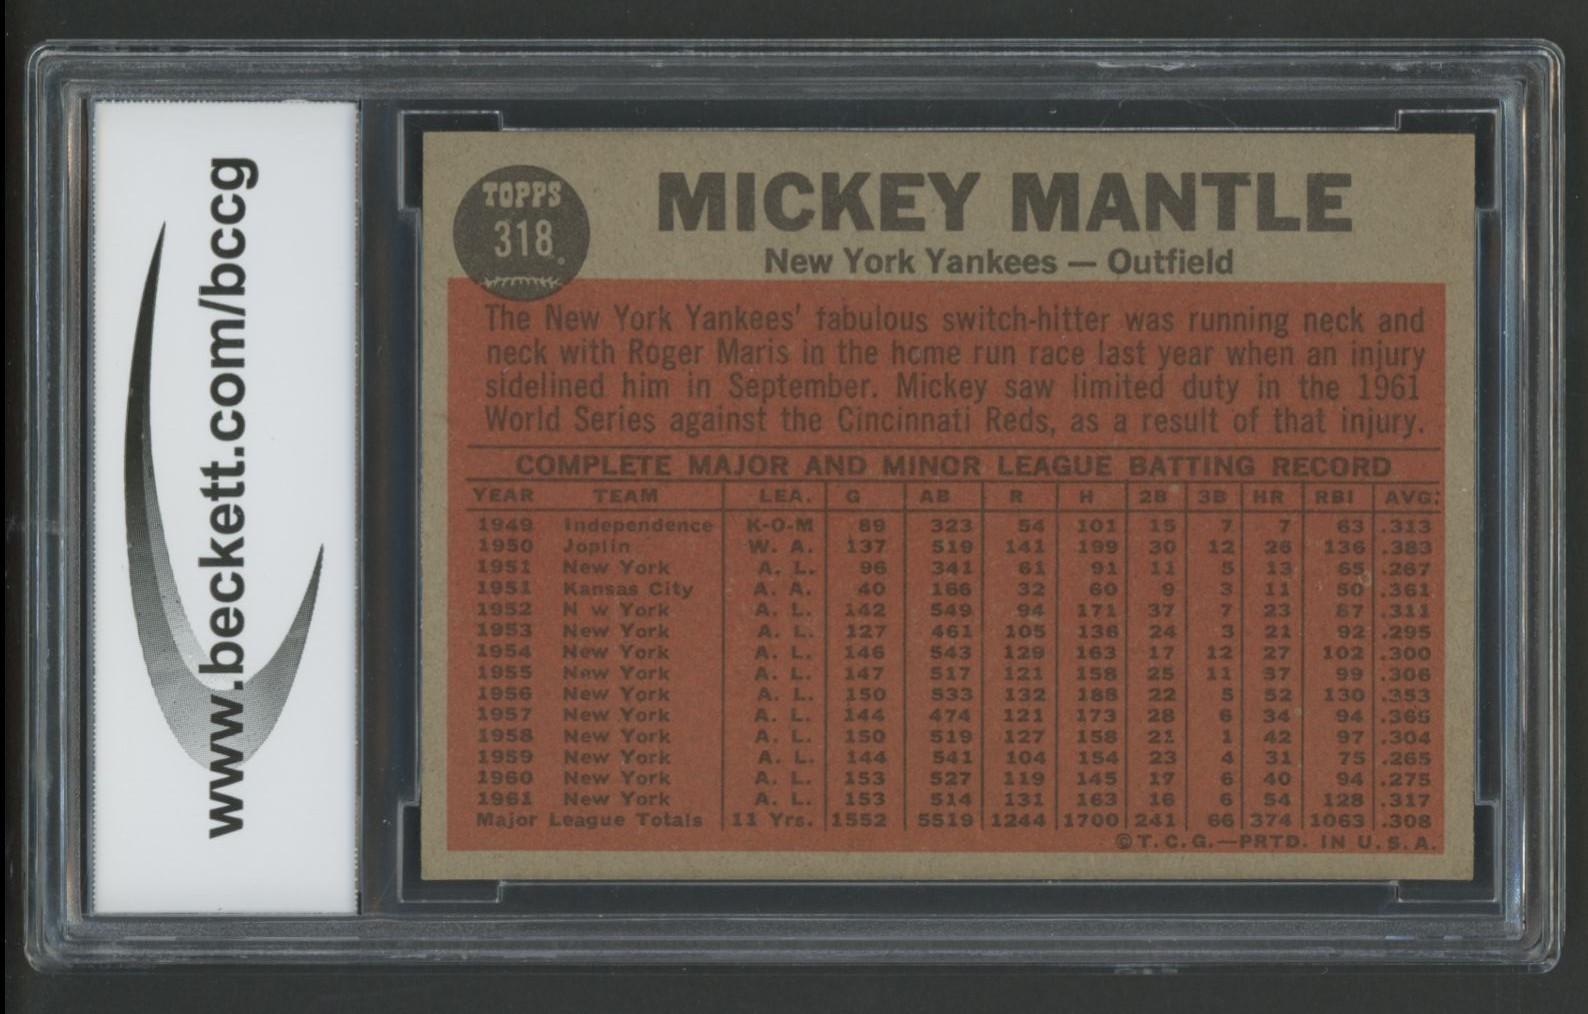 www.beckett.com/bccg
TOPPS
318
MICKEY MANTLE
New York Yankees — Outfield
The New York Yankees' fabulous switch-hitter was running neck and
neck with Roger Maris in the home run race last year when an injury
sidelined him in September. Mickey saw limited duty in the 1961
World Series against the Cincinnati Reds, as a result of that injury.
COMPLETE MAJOR AND MINOR LEAGUE BATTING RECORD
YEAR TEAM LEA. G AB R H 2B 3B HR RBI AVG.
1949 Independence K-O-M 89 323 54 101 15 7 7 63 .313
1950 Joplin W. A. 137 519 141 199 30 12 26 136 .383
1951 New York A. L. 96 341 61 91 11 5 13 65 .267
1951 Kansas City A. A. 40 166 32 60 9 3 11 50 .361
1952 N w York A. L. 142 549 94 171 37 7 23 87 .311
1953 New York A. L. 127 461 105 136 24 3 21 92 .295
1954 New York A. L. 146 543 129 163 17 12 27 102 .300
1955 New York A. L. 147 517 121 158 25 11 37 99 .306
1956 New York A. L. 150 533 132 188 22 5 52 130 .353
1957 New York A. L. 144 474 121 173 28 6 34 94 .365
1958 New York A. L. 150 519 127 158 21 1 42 97 .304
1959 New York A. L. 144 541 104 154 23 4 31 75 .265
1960 New York A. L. 153 527 119 145 17 6 40 94 .275
1961 New York A. L. 153 514 131 163 16 6 54 128 .317
Major League Totals 11 Yrs. 1552 5519 1244 1700 241 66 374 1063 .308
©T.C.G.—PRTD. IN U.S.A.